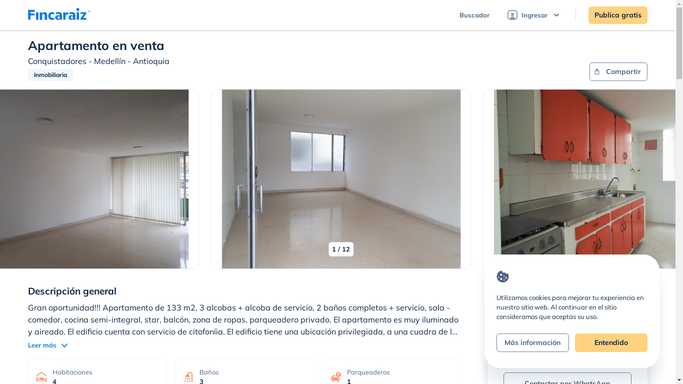 Fincaraiz
Buscador
Ingresar
Publica gratis
Apartamento en venta
Conquistadores - Medellín - Antioquia
Inmobiliaria
Compartir
1 / 12
Descripción general
Gran oportunidad!!! Apartamento de 133 m2, 3 alcobas + alcoba de servicio, 2 baños completos + servicio, sala -
comedor, cocina semi-integral, star, balcón, zona de ropas, parqueadero privado. El apartamento es muy iluminado
y aireado. El edificio cuenta con servicio de citofonía. El edificio tiene una ubicación privilegiada, a una cuadra de l...
Leer más
Habitaciones
4
Baños
3
Parqueaderos
1
Utilizamos cookies para mejorar tu experiencia en
nuestro sitio web. Al continuar en el sitio
consideramos que aceptas su uso.
Más información
Entendido
Contactar por WhatsApp